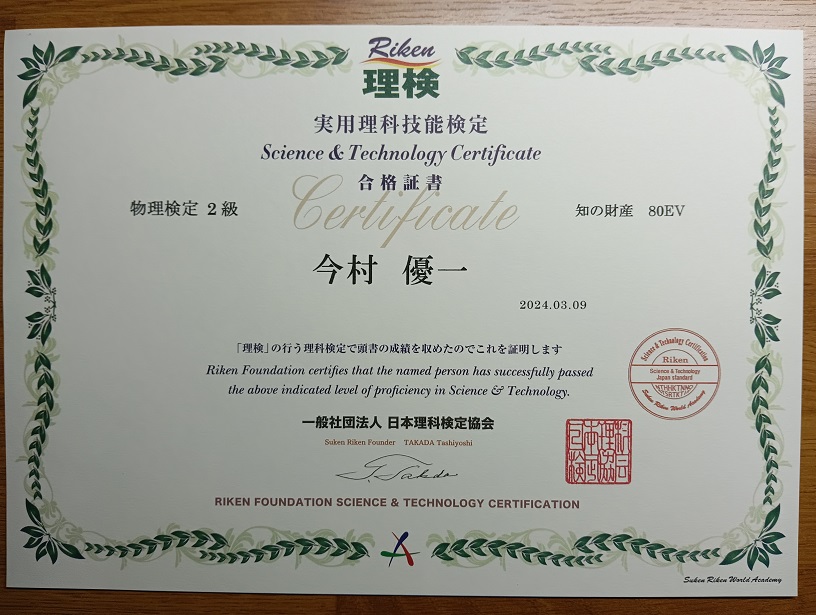 Riken
理検
実用理科技能検定
Science & Technology Certificate
合格証書
Certificate
物理検定 2級
知の財産 80EV
今村 優一
2024.03.09
「理検」の行う理科検定で頭書の成績を収めたのでこれを証明します
Riken Foundation certifies that the named person has successfully passed
the above indicated level of proficiency in Science & Technology.
Science & Technology Certification
Riken
Science & Technology
Japan standard
Suken Riken World Academy
一般社団法人 日本理科検定協会
Suken Riken Founder TAKADA Tashiyoshi
T. Takada
RIKEN FOUNDATION SCIENCE & TECHNOLOGY CERTIFICATION
Suken Riken World Academy